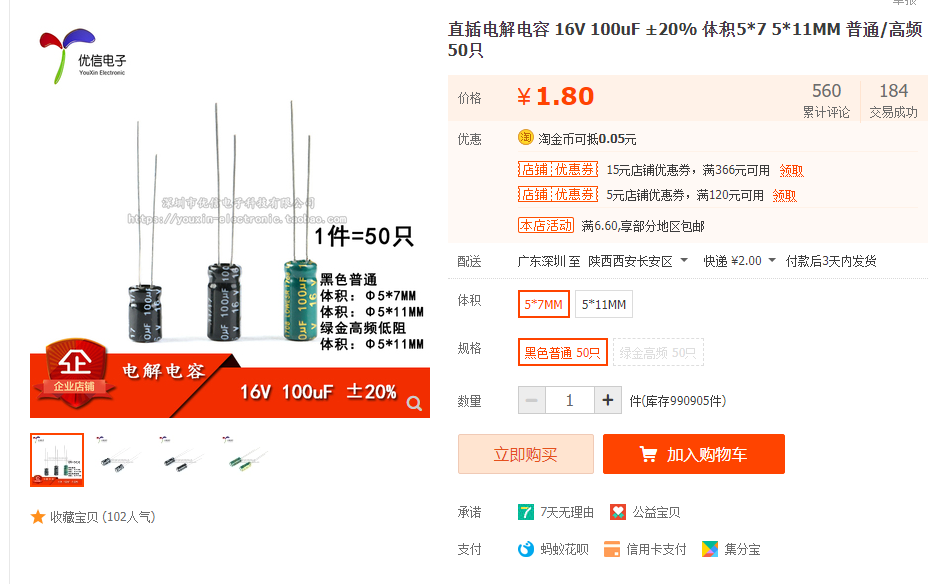 优信电子
YouXin Electronic
深圳市优信电子科技有限公司
https://youxin-electronic.taobao.com
1件=50只
黑色普通
体积：Φ5*7MM
体积：Φ5*11MM
绿金高频低阻
体积：Φ5*11MM
企
企业店铺
电解电容
16V 100uF ±20%
收藏宝贝 (102人气)
直插电解电容 16V 100uF ±20% 体积5*7 5*11MM 普通/高频
50只
价格 ¥1.80 560 184
累计评论 交易成功
优惠 淘 淘金币可抵0.05元
店铺优惠券 15元店铺优惠券，满366元可用 领取
店铺优惠券 5元店铺优惠券，满120元可用 领取
本店活动 满6.60,享部分地区包邮
配送 广东深圳 至 陕西西安长安区 快递 ¥2.00 付款后3天内发货
体积 5*7MM 5*11MM
规格 黑色普通 50只 绿金高频 50只
数量 － 1 + 件(库存990905件)
立即购买 加入购物车
承诺 7 7天无理由 公益宝贝
支付 蚂蚁花呗 信用卡支付 集分宝